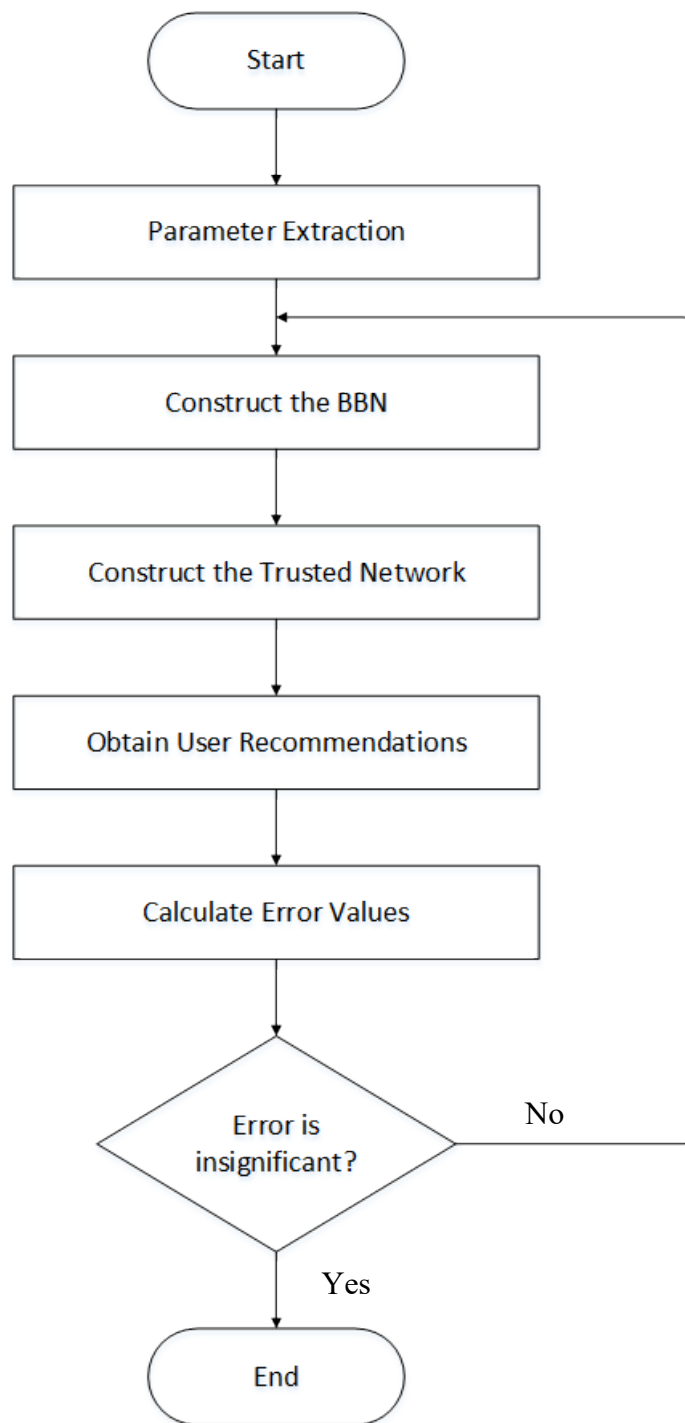 Start
Parameter Extraction
Construct the BBN
Construct the Trusted Network
Obtain User Recommendations
Calculate Error Values
Error is
insignificant?
No
Yes
End